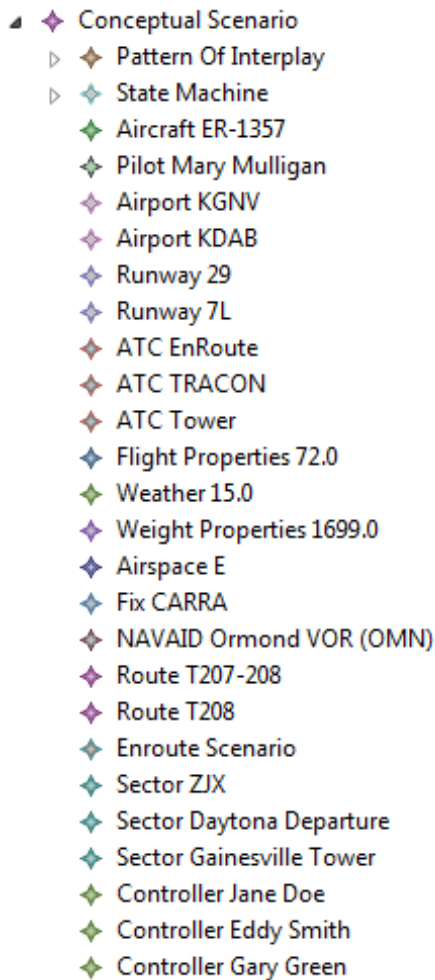 Conceptual Scenario
Pattern Of Interplay
State Machine
Aircraft ER-1357
Pilot Mary Mulligan
Airport KGNV
Airport KDAB
Runway 29
Runway 7L
ATC EnRoute
ATC TRACON
ATC Tower
Flight Properties 72.0
Weather 15.0
Weight Properties 1699.0
Airspace E
Fix CARRA
NAVAID Ormond VOR (OMN)
Route T207-208
Route T208
Enroute Scenario
Sector ZJX
Sector Daytona Departure
Sector Gainesville Tower
Controller Jane Doe
Controller Eddy Smith
Controller Gary Green